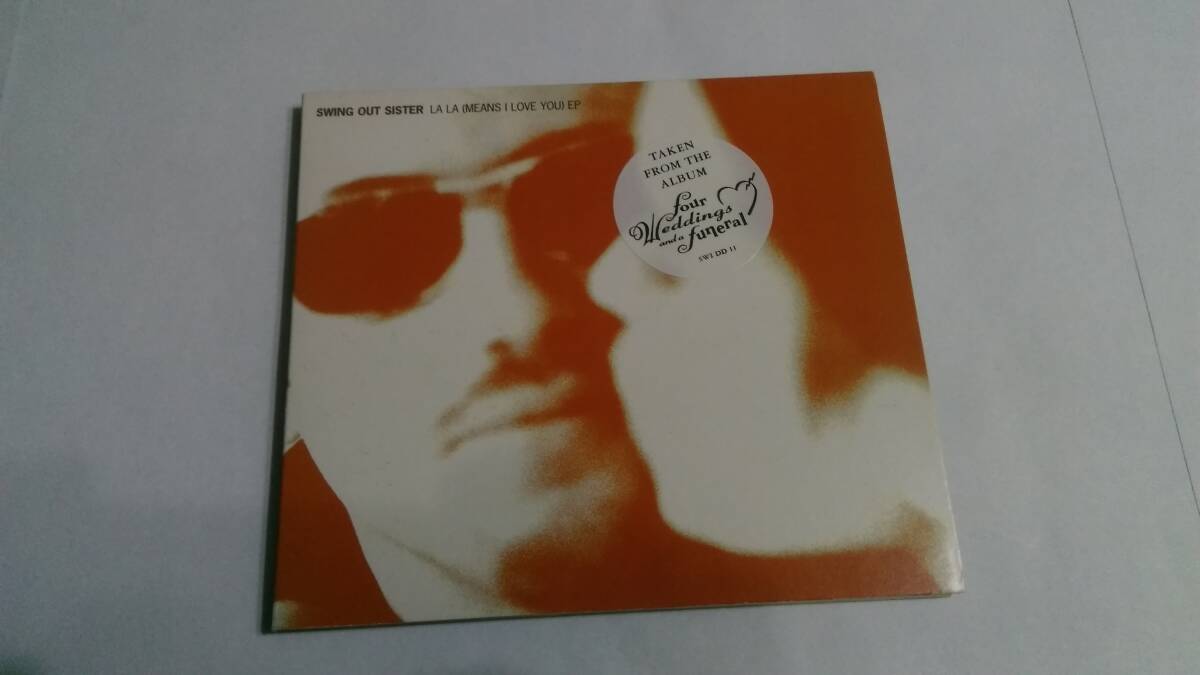 SWING OUT SISTER LA LA (MEANS I LOVE YOU) EP
TAKEN
FROM THE
ALBUM
four
Weddings
and a
funeral
SWI DD 11